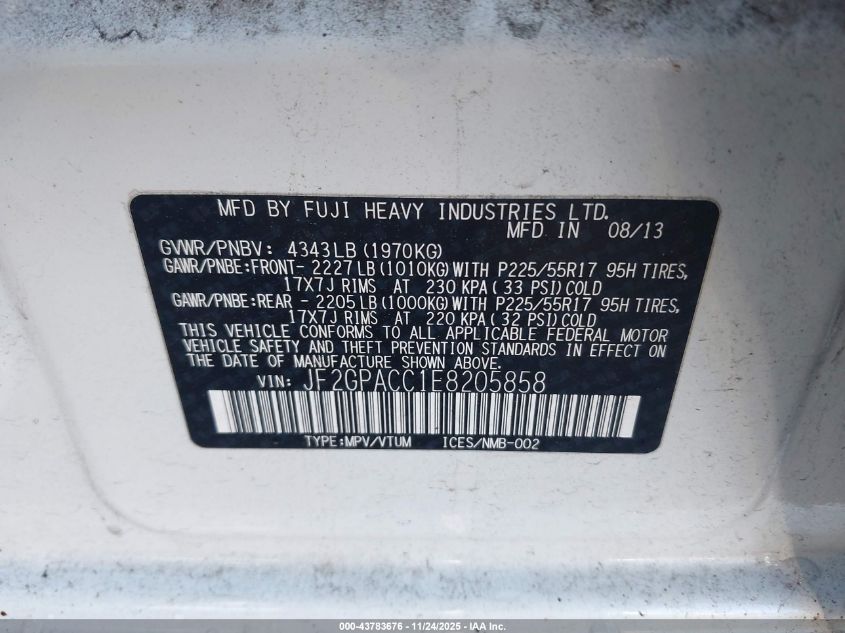 MFD BY FUJI HEAVY INDUSTRIES LTD.
MFD IN 08/13
GVWR/PNBV: 4343LB (1970KG)
GAWR/PNBE:FRONT- 2227 LB (1010KG) WITH P225/55R17 95H TIRES,
17X7J RIMS AT 230 KPA ( 33 PSI) COLD
GAWR/PNBE:REAR - 2205 LB (1000KG) WITH P225/55R17 95H TIRES,
17X7J RIMS AT 220 KPA ( 32 PSI) COLD
THIS VEHICLE CONFORMS TO ALL APPLICABLE FEDERAL MOTOR
VEHICLE SAFETY AND THEFT PREVENTION STANDARDS IN EFFECT ON
THE DATE OF MANUFACTURE SHOWN ABOVE.
VIN: JF2GPACC1E8205858
TYPE:MPV/VTUM ICES/NMB-002
000-43783676 - 11/24/2025 - IAA Inc.